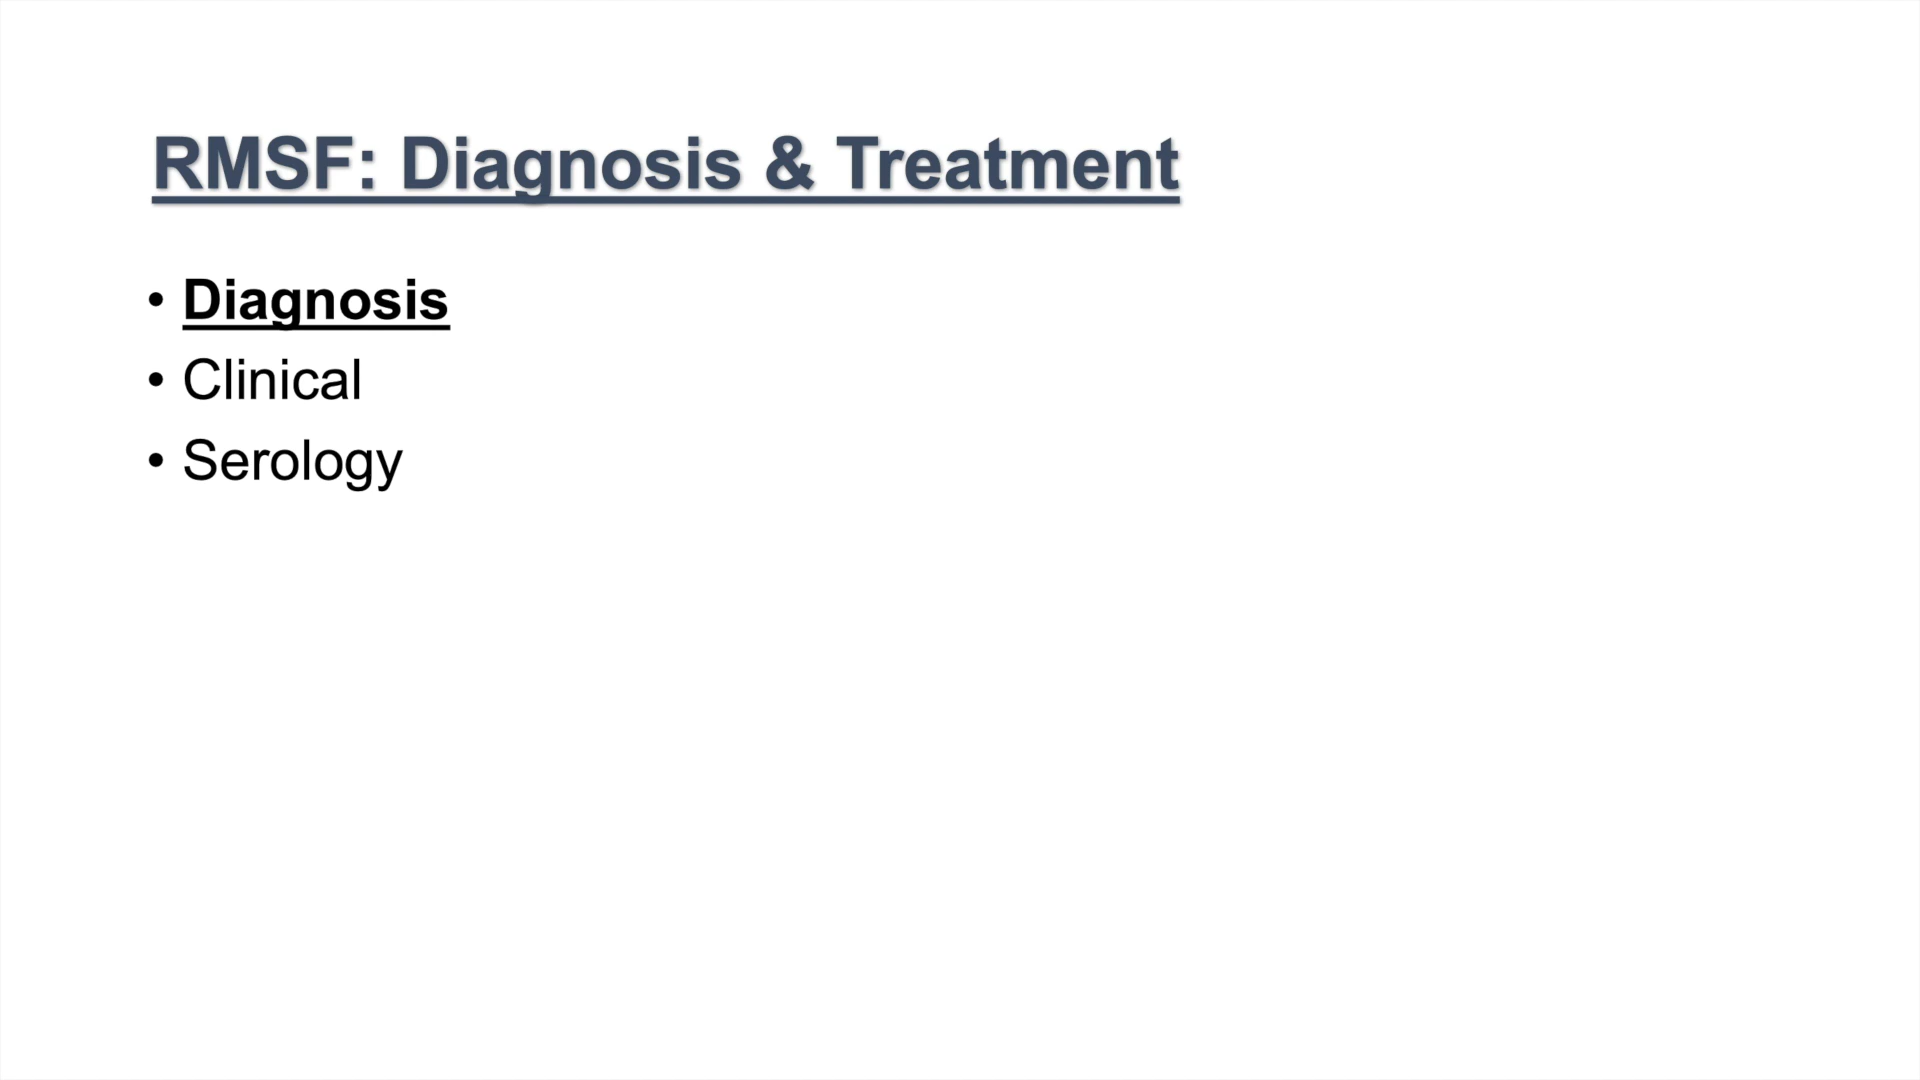 RMSF: Diagnosis & Treatment
• Diagnosis
• Clinical
• Serology